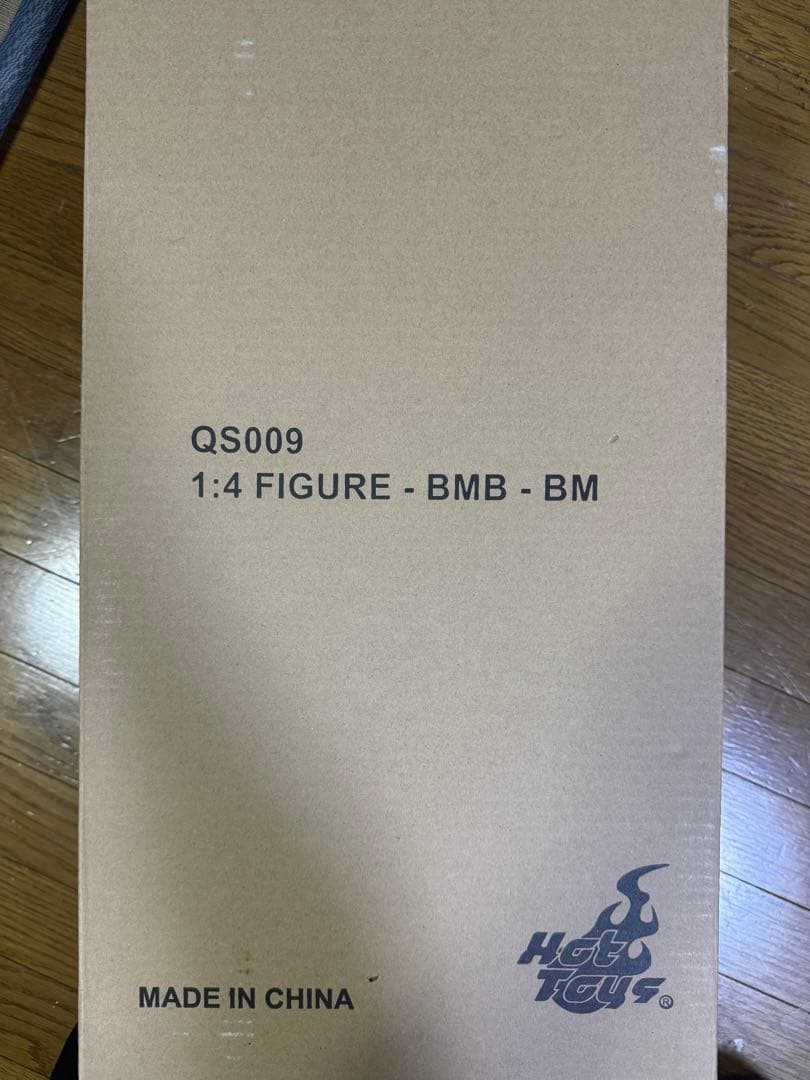 QS009
1:4 FIGURE - BMB - BM
MADE IN CHINA
Hot
Toys®